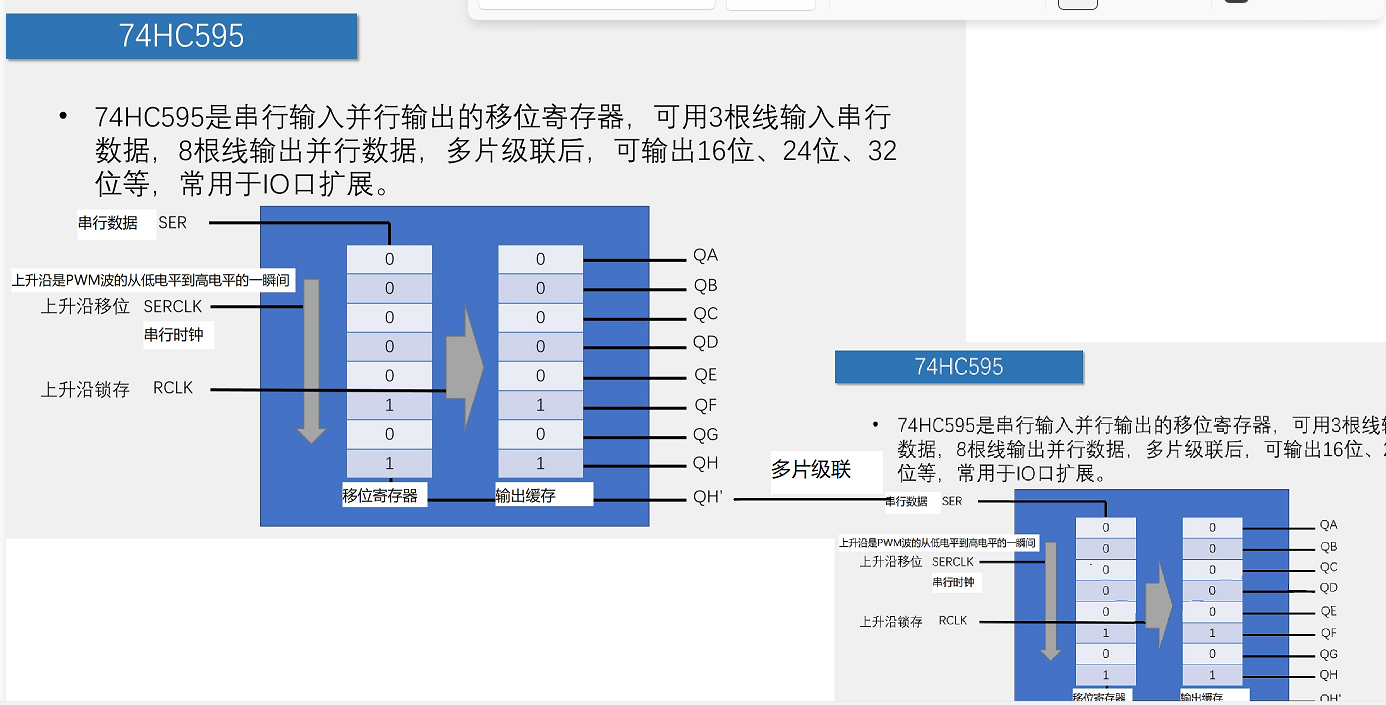 74HC595
• 74HC595是串行输入并行输出的移位寄存器，可用3根线输入串行
数据，8根线输出并行数据，多片级联后，可输出16位、24位、32
位等，常用于IO口扩展。
串行数据 SER
上升沿是PWM波的从低电平到高电平的一瞬间
上升沿移位 SERCLK
串行时钟
上升沿锁存 RCLK
0 0 QA
0 0 QB
0 0 QC
0 0 QD
0 0 QE
1 1 QF
0 0 QG
1 1 QH
移位寄存器 输出缓存 QH'
多片级联
74HC595
• 74HC595是串行输入并行输出的移位寄存器，可用3根线
数据，8根线输出并行数据，多片级联后，可输出16位、
位等，常用于IO口扩展。
串行数据 SER
上升沿是PWM波的从低电平到高电平的一瞬间
上升沿移位 SERCLK
串行时钟
上升沿锁存 RCLK
0 0 QA
0 0 QB
0 0 QC
0 0 QD
0 0 QE
1 1 QF
0 0 QG
1 1 QH
移位寄存器 输出缓存 QH'